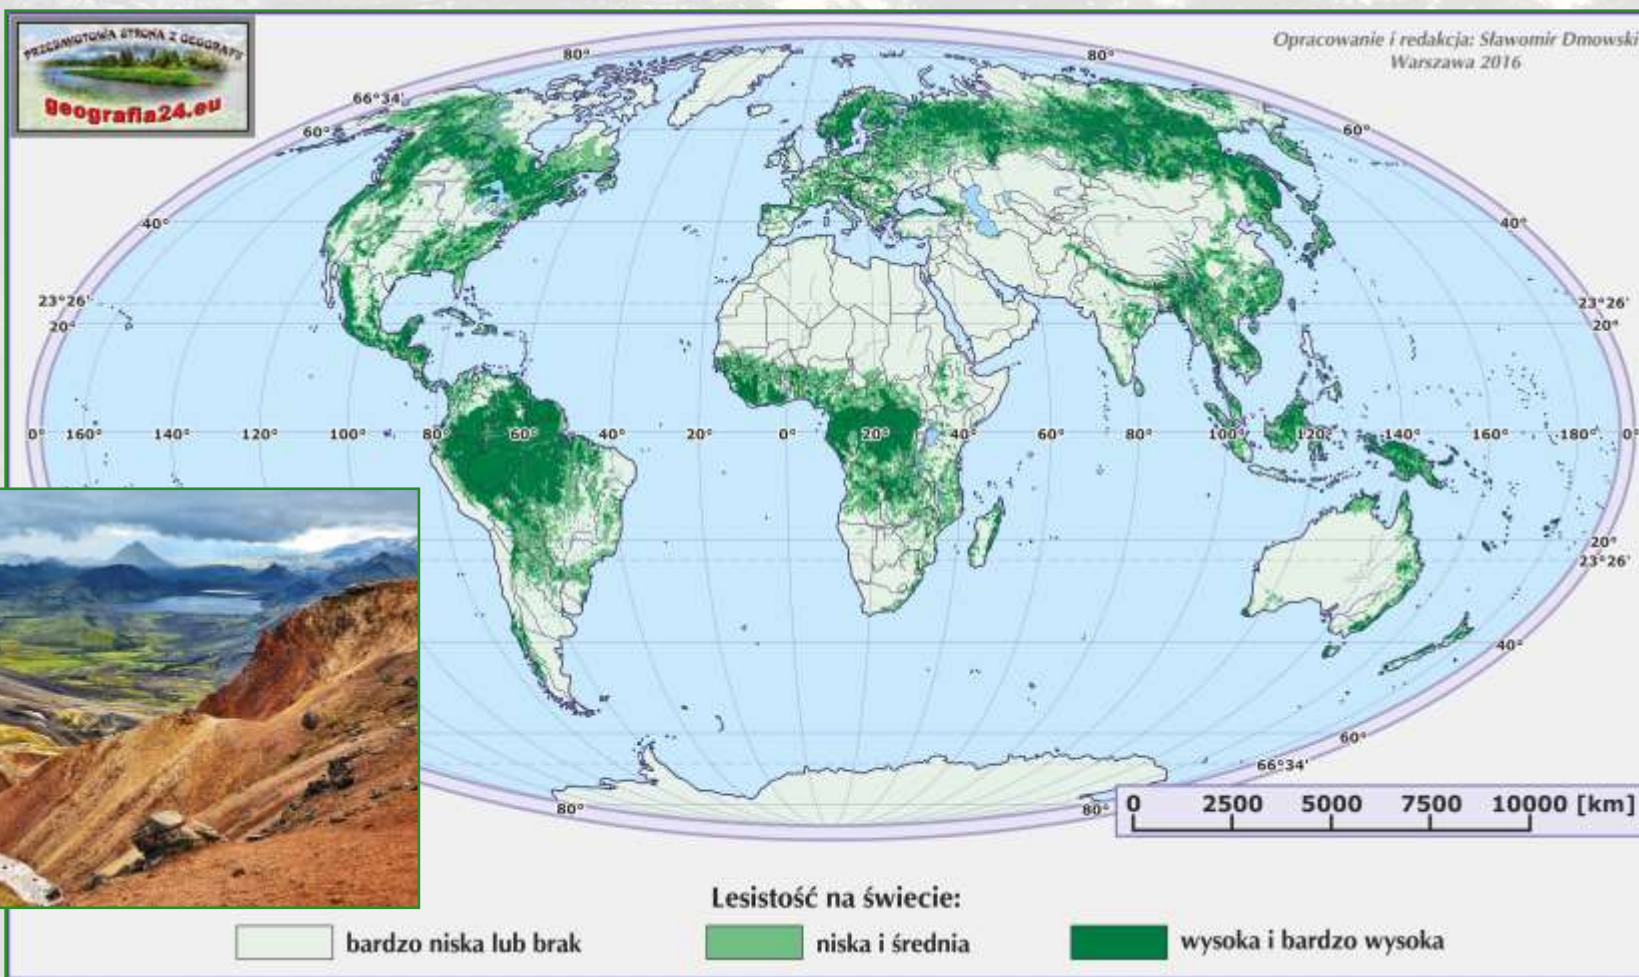 PRZEDMIOTOWA STRONA Z GEOGRAFII
geografia24.eu
Opracowanie i redakcja: Sławomir Dmowski
Warszawa 2016
80° 80°
66°34'
60° 60°
40° 40°
23°26' 23°26'
20° 20°
0° 160° 140° 120° 100° 80° 60° 40° 20° 0° 20° 40° 60° 80° 100° 120° 140° 160° 180° 0°
20°
23°26'
40°
60°
66°34'
80° 80°
0 2500 5000 7500 10000 [km]
Lesistość na świecie:
bardzo niska lub brak niska i średnia wysoka i bardzo wysoka